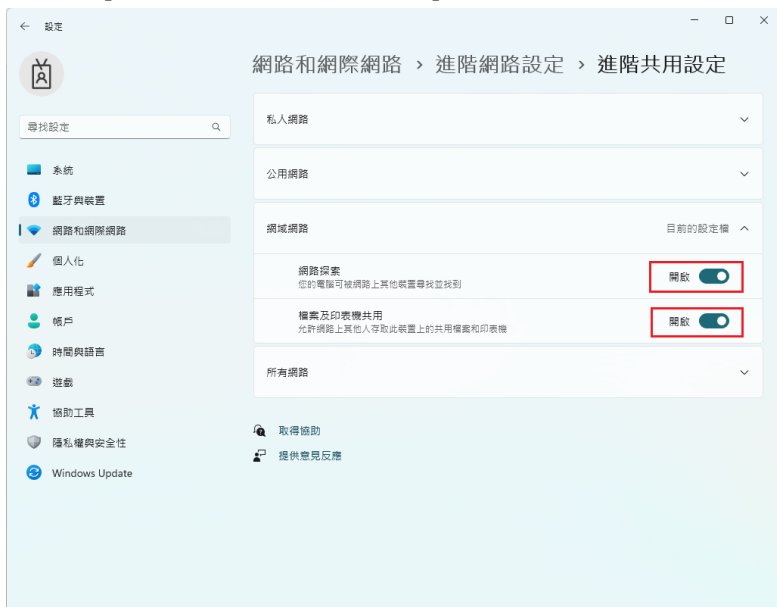 設定
網路和網際網路 > 進階網路設定 > 進階共用設定
尋找設定
系統
藍牙與裝置
網路和網際網路
個人化
應用程式
帳戶
時間與語言
遊戲
協助工具
隱私權與安全性
Windows Update
私人網路
公用網路
網域網路
目前的設定檔
網路探索
您的電腦可被網路上其他裝置尋找並找到
開啟
檔案及印表機共用
允許網路上其他人存取此裝置上的共用檔案和印表機
開啟
所有網路
取得協助
提供意見反應